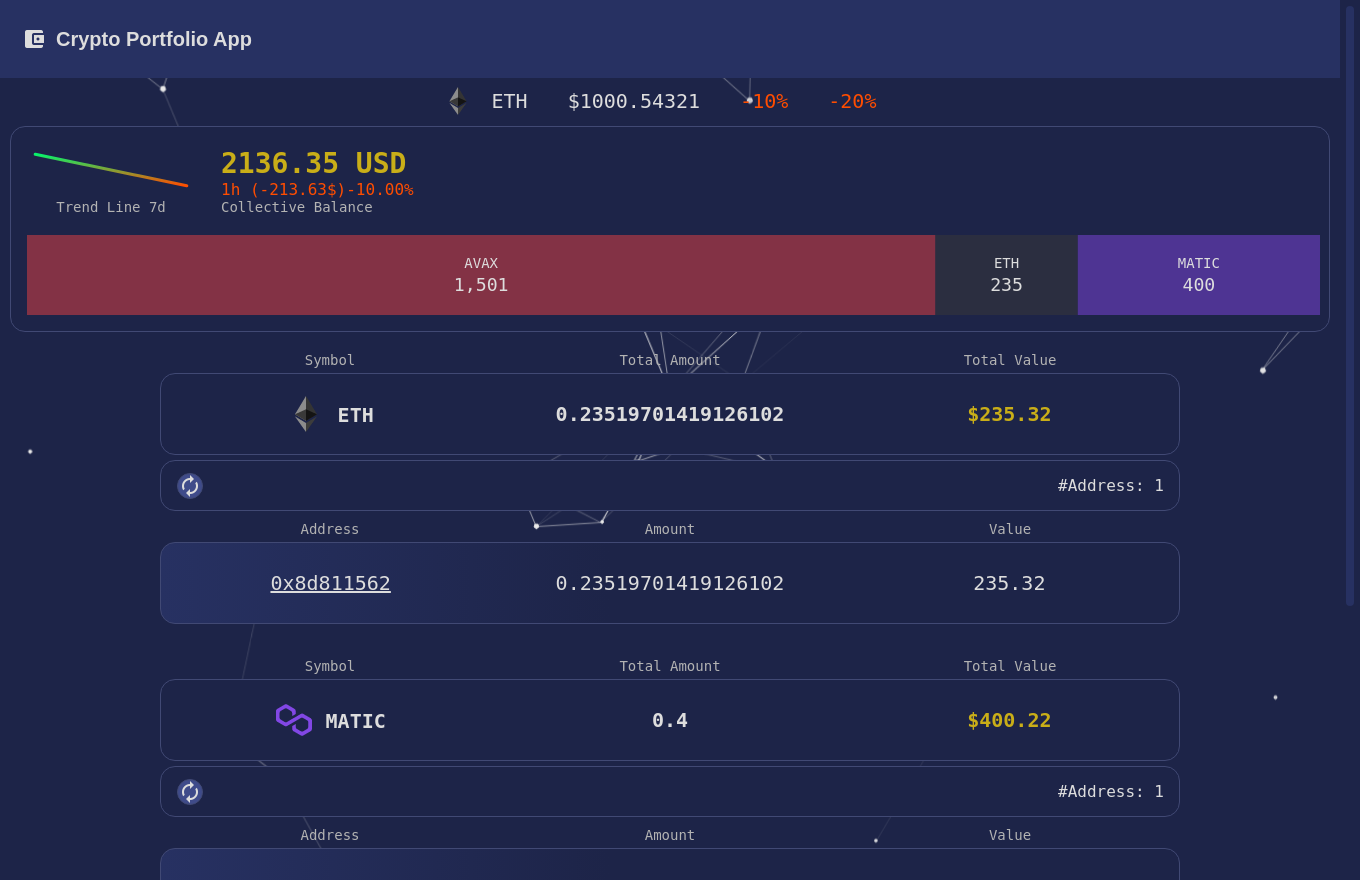 Crypto Portfolio App
ETH $1000.54321 -10% -20%
2136.35 USD
1h (-213.63$)-10.00%
Trend Line 7d
Collective Balance
AVAX
1,501
ETH
235
MATIC
400
Symbol Total Amount Total Value
ETH 0.23519701419126102 $235.32
#Address: 1
Address Amount Value
0x8d811562 0.23519701419126102 235.32
Symbol Total Amount Total Value
MATIC 0.4 $400.22
#Address: 1
Address Amount Value